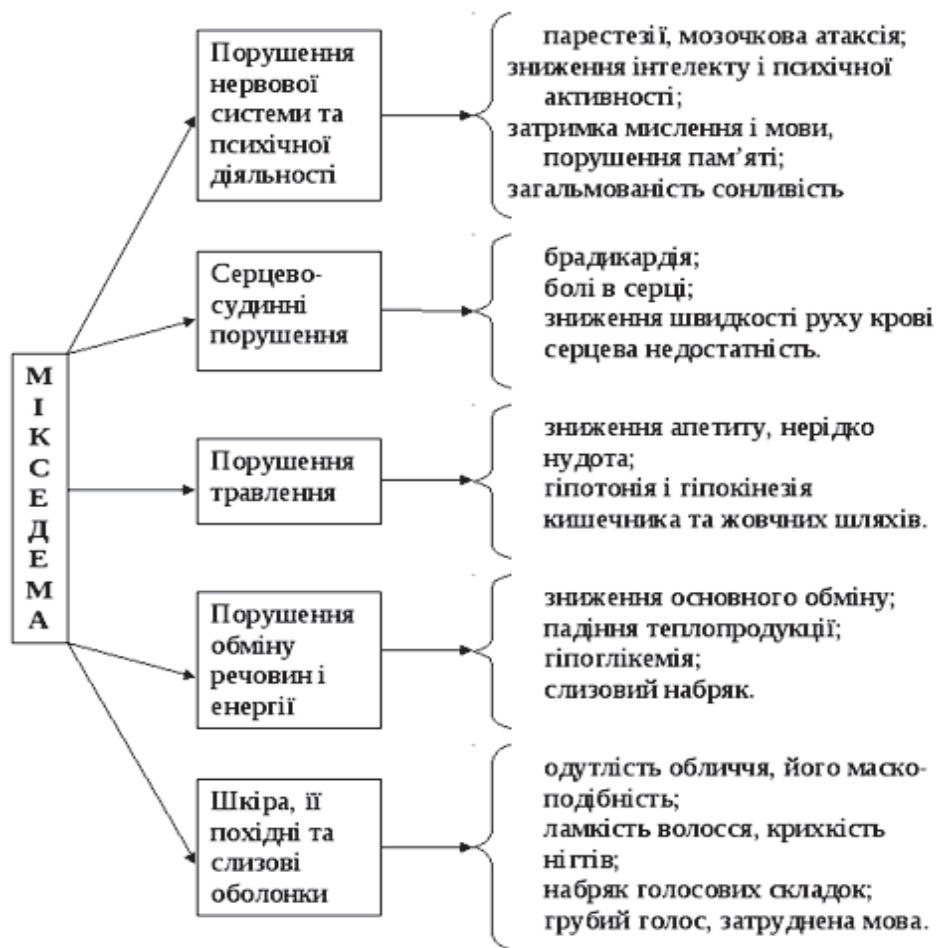 МІКСЕДЕМА
Порушення
нервової
системи та
психічної
діяльності
парестезії, мозочкова атаксія;
зниження інтелекту і психічної
активності;
затримка мислення і мови,
порушення пам’яті;
загальмованість сонливість
Серцево-
судинні
порушення
брадикардія;
болі в серці;
зниження швидкості руху крові
серцева недостатність.
Порушення
травлення
зниження апетиту, нерідко
нудота;
гіпотонія і гіпокінезія
кишечника та жовчних шляхів.
Порушення
обміну
речовин і
енергії
зниження основного обміну;
падіння теплопродукції;
гіпоглікемія;
слизовий набряк.
Шкіра, її
похідні та
слизові
оболонки
одутлість обличчя, його маско-
подібність;
ламкість волосся, крихкість
нігтів;
набряк голосових складок;
грубий голос, затруднена мова.